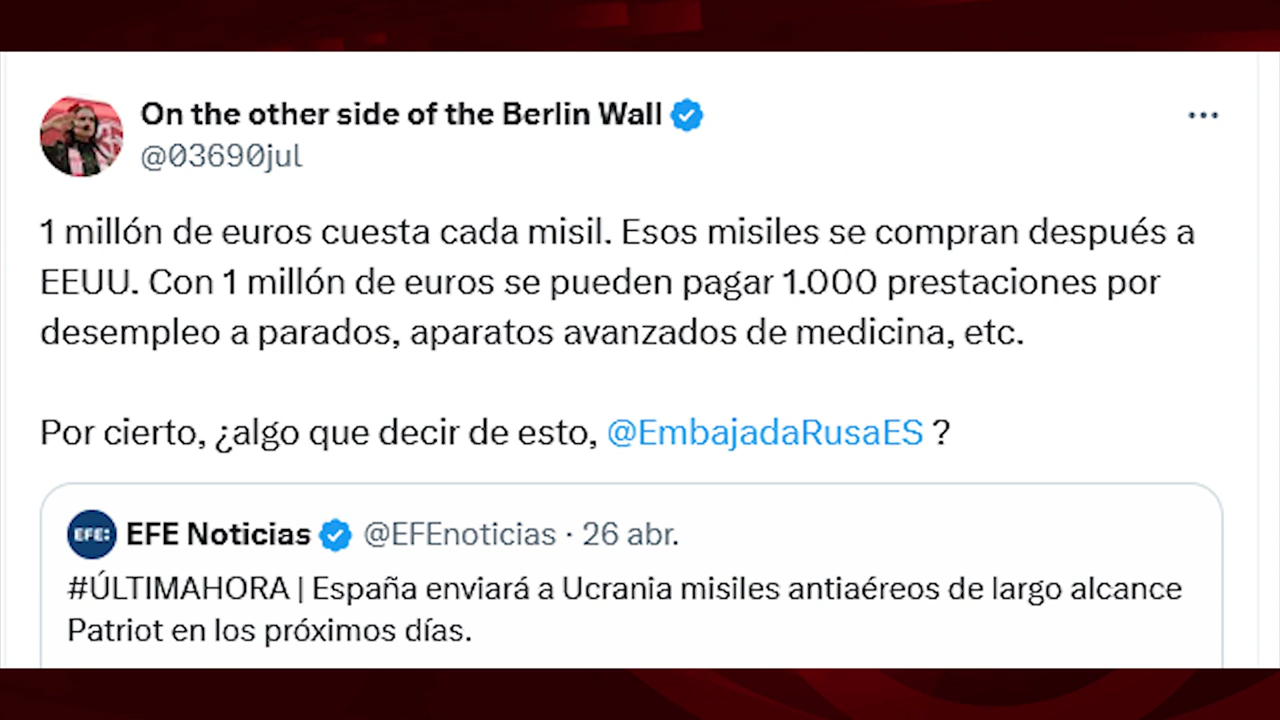 On the other side of the Berlin Wall
@03690jul
1 millón de euros cuesta cada misil. Esos misiles se compran después a
EEUU. Con 1 millón de euros se pueden pagar 1.000 prestaciones por
desempleo a parados, aparatos avanzados de medicina, etc.
Por cierto, ¿algo que decir de esto, @EmbajadaRusaES ?
EFE: EFE Noticias @EFEnoticias · 26 abr.
#ÚLTIMAHORA | España enviará a Ucrania misiles antiaéreos de largo alcance
Patriot en los próximos días.